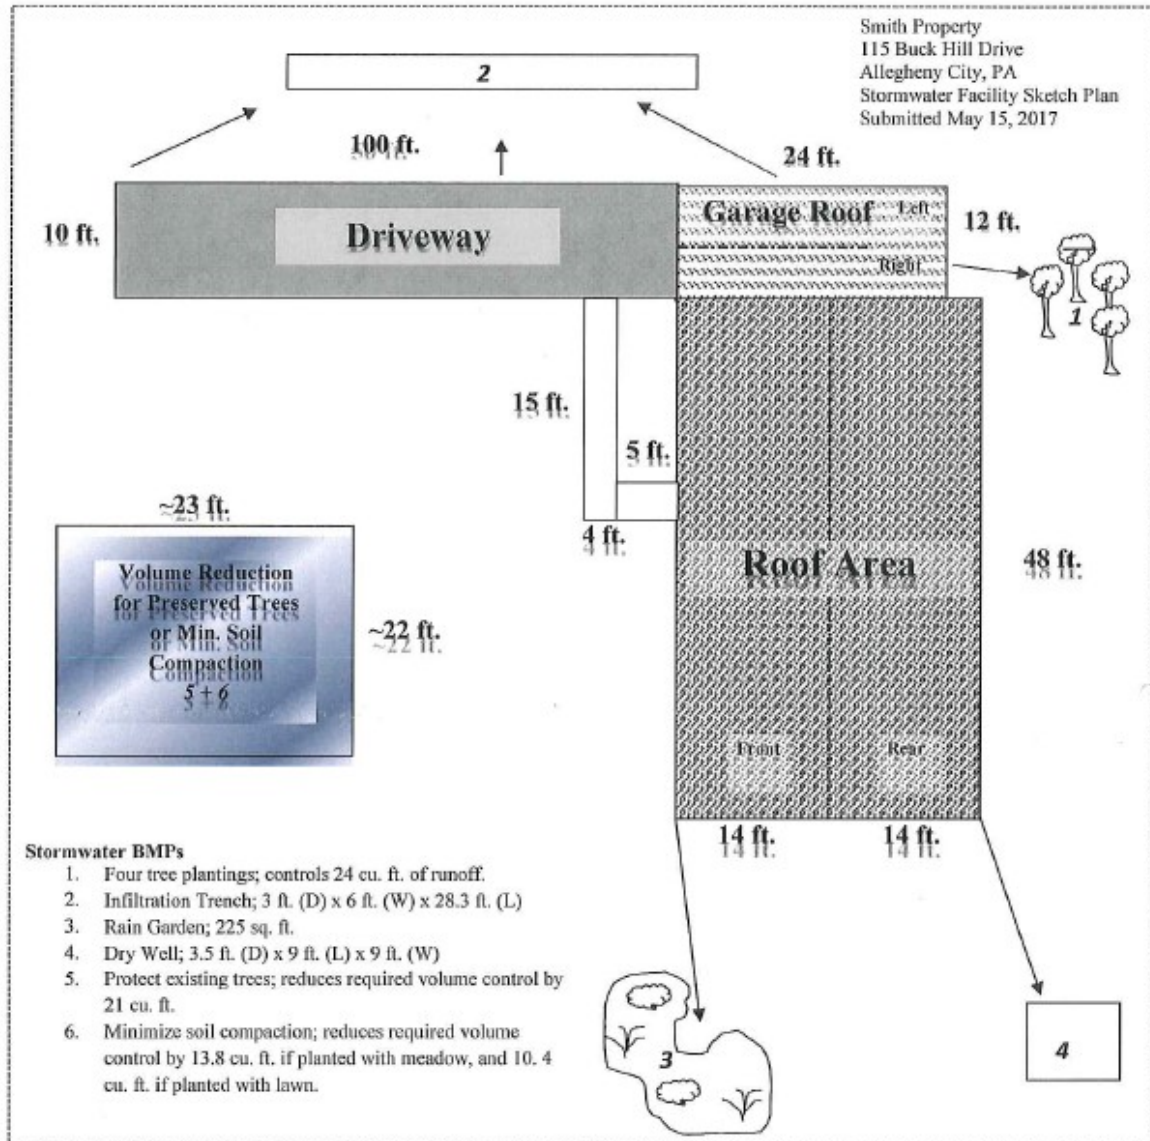 Smith Property
115 Buck Hill Drive
Allegheny City, PA
Stormwater Facility Sketch Plan
Submitted May 15, 2017
2
100 ft.
24 ft.
10 ft.
Driveway
Garage Roof
Left
12 ft.
Right
1
15 ft.
5 ft.
4 ft.
~23 ft.
Roof Area
48 ft.
Volume Reduction
for Preserved Trees
or Min. Soil
Compaction
5 + 6
~22 ft.
Front
Rear
14 ft.
14 ft.
Stormwater BMPs
1. Four tree plantings; controls 24 cu. ft. of runoff.
2. Infiltration Trench; 3 ft. (D) x 6 ft. (W) x 28.3 ft. (L)
3. Rain Garden; 225 sq. ft.
4. Dry Well; 3.5 ft. (D) x 9 ft. (L) x 9 ft. (W)
5. Protect existing trees; reduces required volume control by
21 cu. ft.
6. Minimize soil compaction; reduces required volume
control by 13.8 cu. ft. if planted with meadow, and 10. 4
cu. ft. if planted with lawn.
3
4